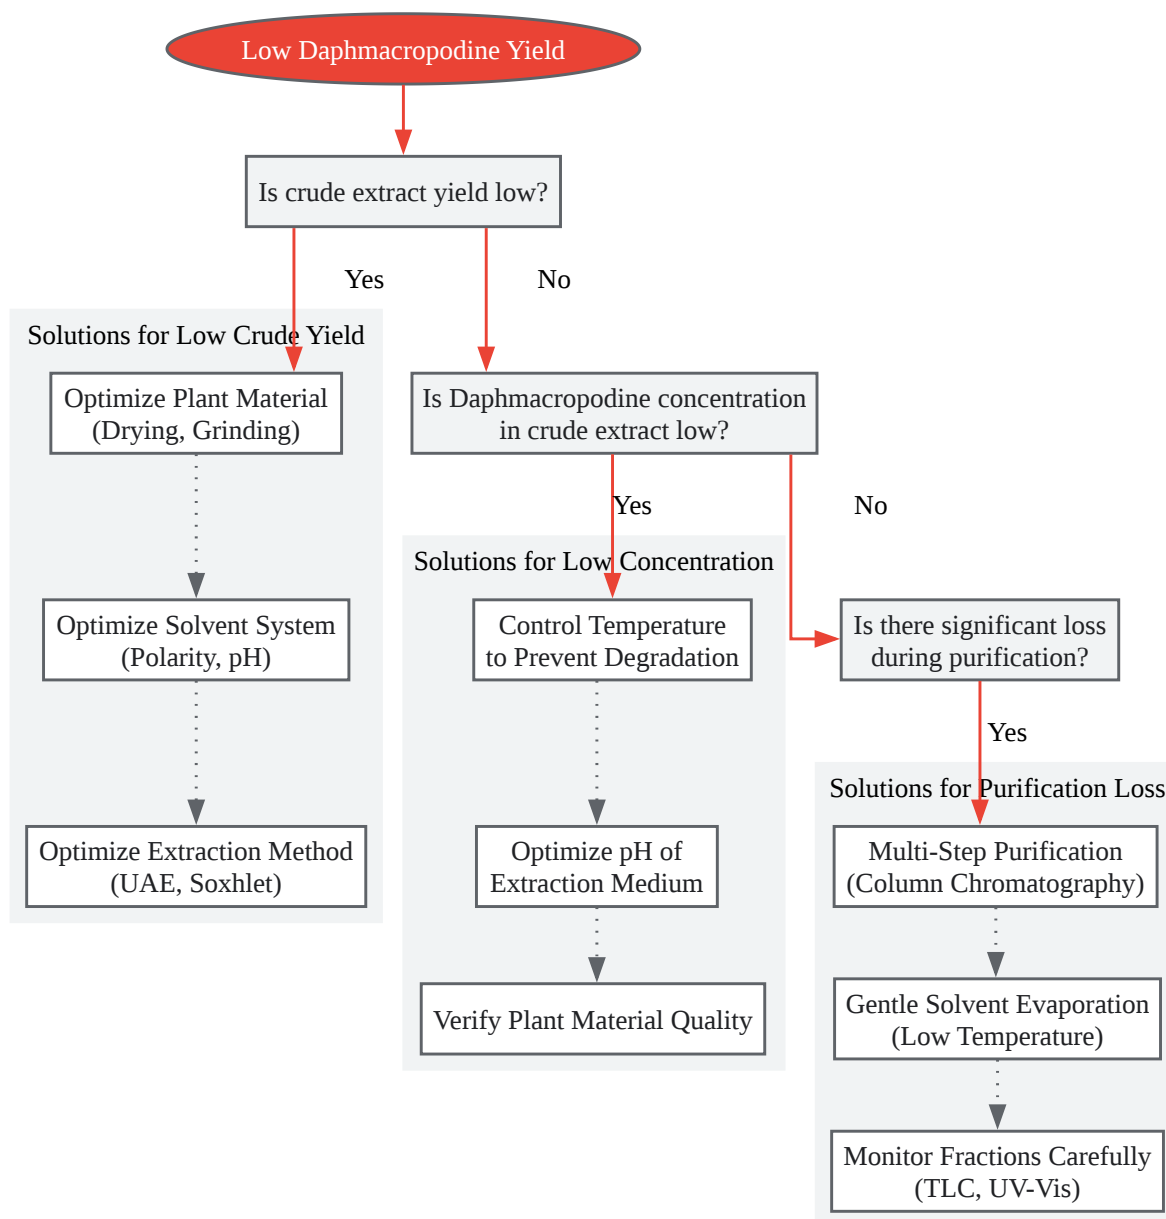 Low Daphmacropodine Yield
Is crude extract yield low?
Yes
No
Solutions for Low Crude Yield
Optimize Plant Material
(Drying, Grinding)
Optimize Solvent System
(Polarity, pH)
Optimize Extraction Method
(UAE, Soxhlet)
Is Daphmacropodine concentration
in crude extract low?
Yes
No
Solutions for Low Concentration
Control Temperature
to Prevent Degradation
Optimize pH of
Extraction Medium
Verify Plant Material Quality
Is there significant loss
during purification?
Yes
Solutions for Purification Loss
Multi-Step Purification
(Column Chromatography)
Gentle Solvent Evaporation
(Low Temperature)
Monitor Fractions Carefully
(TLC, UV-Vis)